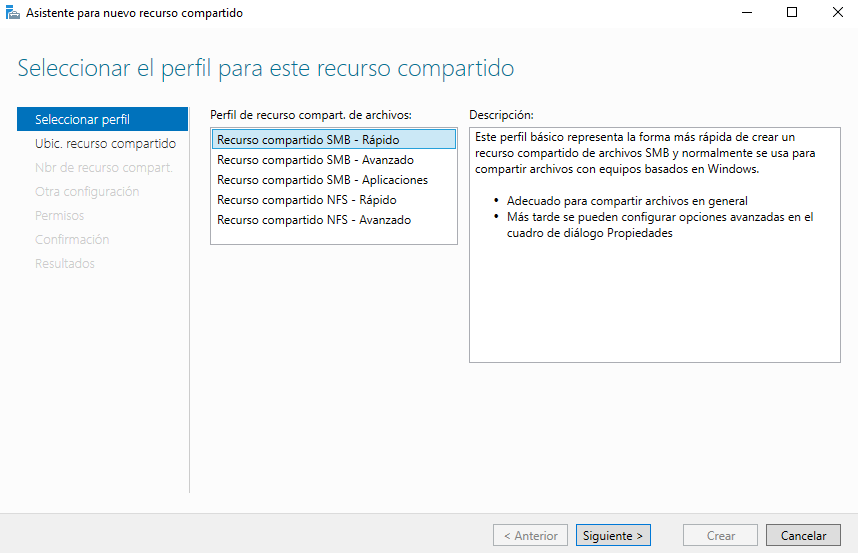 Asistente para nuevo recurso compartido
Seleccionar el perfil para este recurso compartido
Seleccionar perfil
Ubic. recurso compartido
Nbr de recurso compart.
Otra configuración
Permisos
Confirmación
Resultados
Perfil de recurso compart. de archivos:
Recurso compartido SMB - Rápido
Recurso compartido SMB - Avanzado
Recurso compartido SMB - Aplicaciones
Recurso compartido NFS - Rápido
Recurso compartido NFS - Avanzado
Descripción:
Este perfil básico representa la forma más rápida de crear un
recurso compartido de archivos SMB y normalmente se usa para
compartir archivos con equipos basados en Windows.
• Adecuado para compartir archivos en general
• Más tarde se pueden configurar opciones avanzadas en el
cuadro de diálogo Propiedades
< Anterior
Siguiente >
Crear
Cancelar